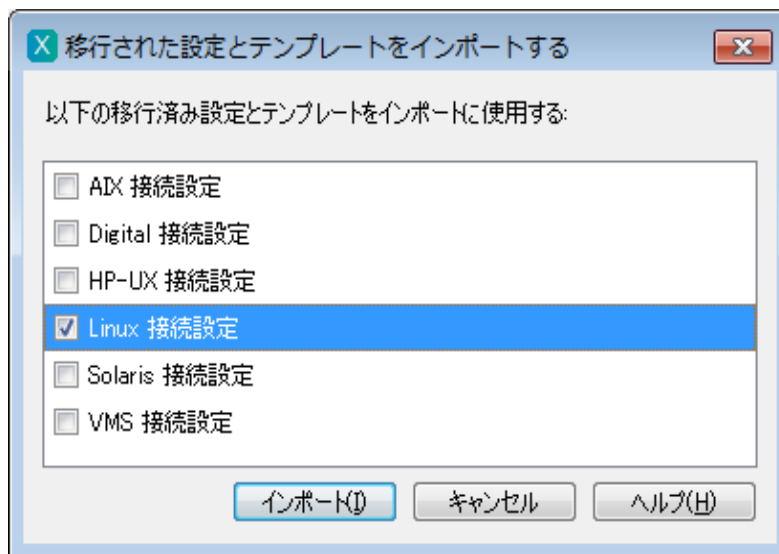 X 移行された設定とテンプレートをインポートする
以下の移行済み設定とテンプレートをインポートに使用する:
AIX 接続設定
Digital 接続設定
HP-UX 接続設定
Linux 接続設定
Solaris 接続設定
VMS 接続設定
インポート(I) キャンセル ヘルプ(H)